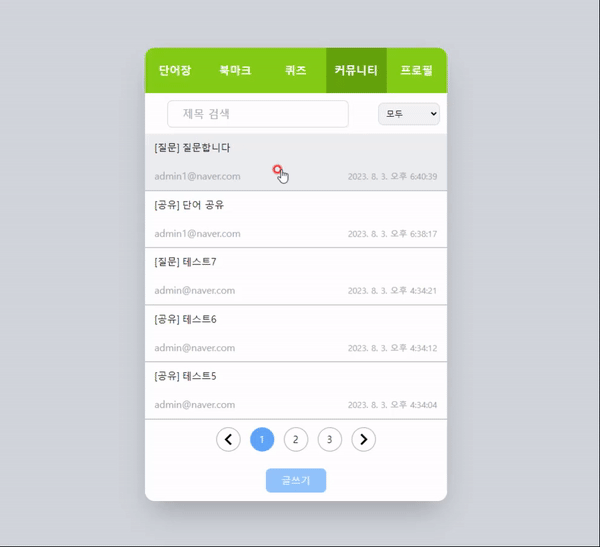 단어장 북마크 퀴즈 커뮤니티 프로필
제목 검색 모두
[질문] 질문합니다
admin1@naver.com 2023. 8. 3. 오후 6:40:39
[공유] 단어 공유
admin1@naver.com 2023. 8. 3. 오후 6:38:17
[질문] 테스트7
admin@naver.com 2023. 8. 3. 오후 4:34:21
[공유] 테스트6
admin@naver.com 2023. 8. 3. 오후 4:34:12
[공유] 테스트5
admin@naver.com 2023. 8. 3. 오후 4:34:04
1 2 3
글쓰기